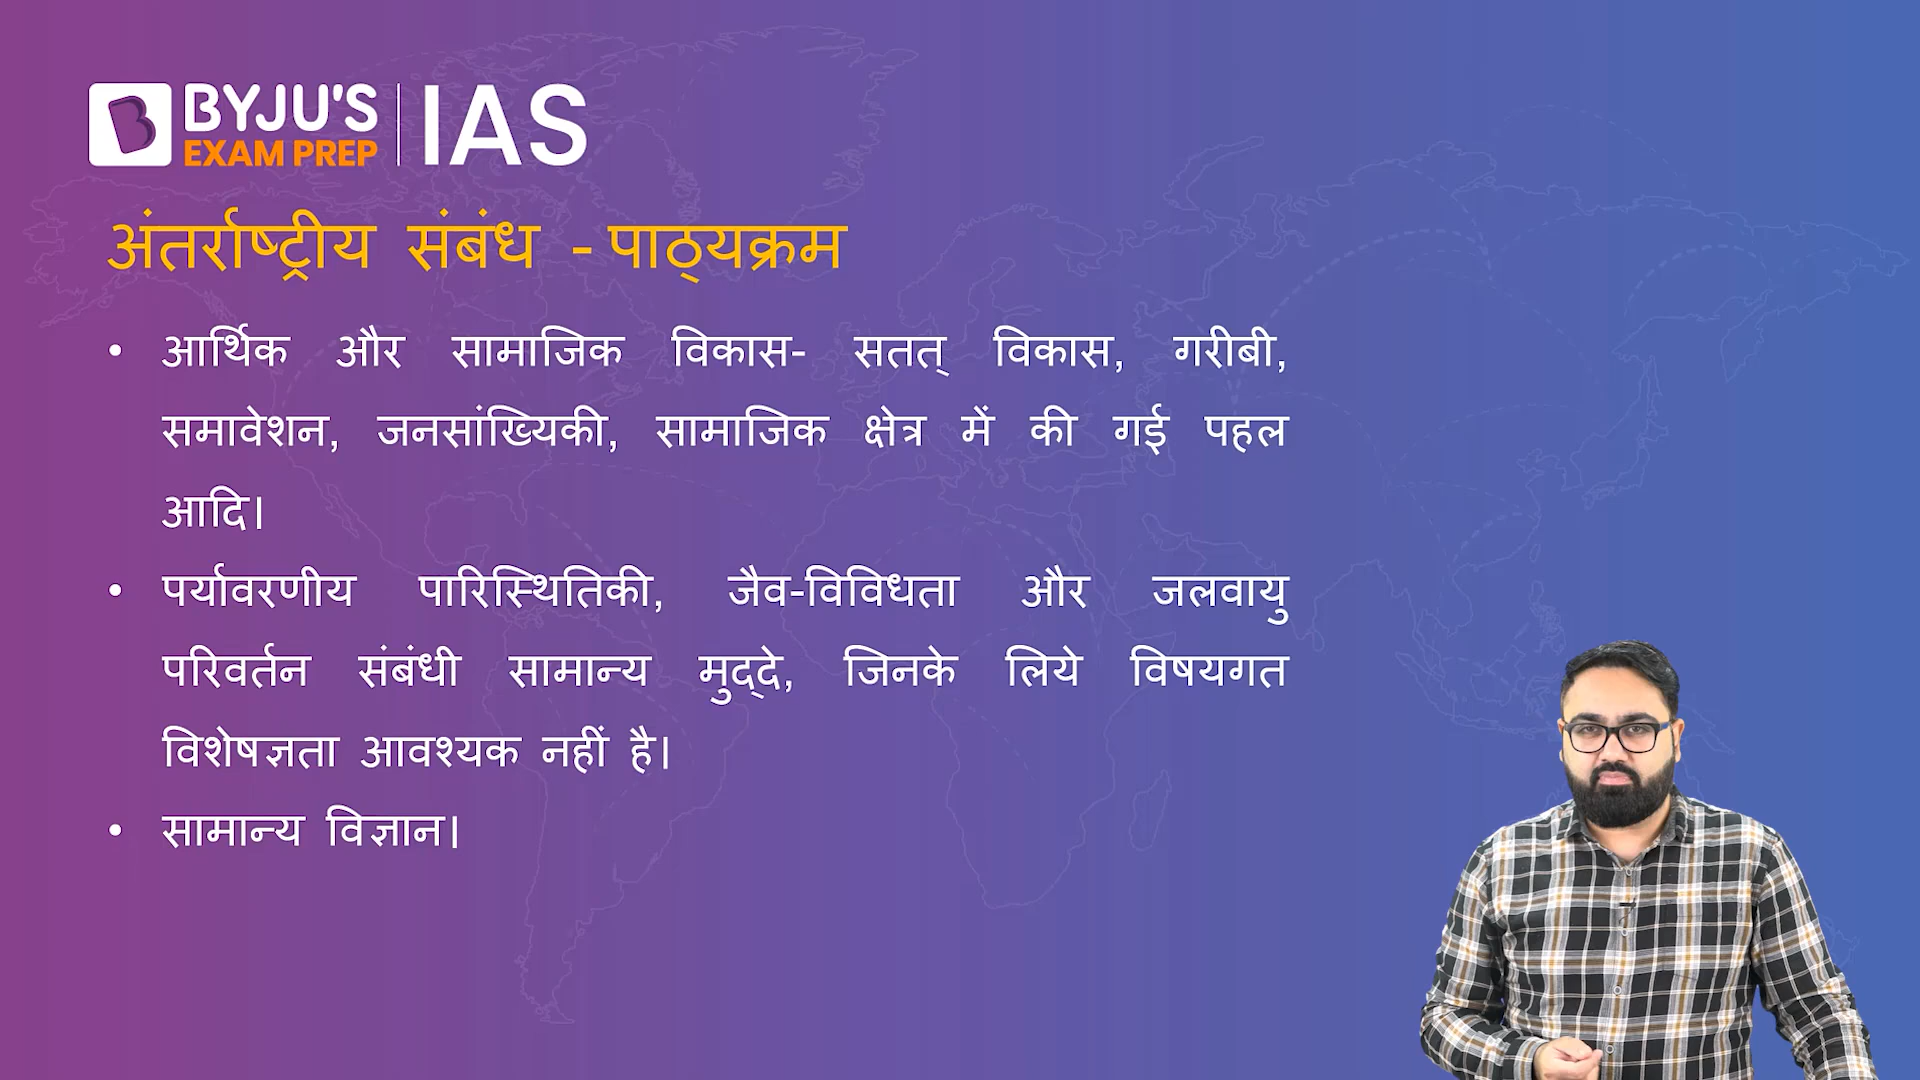 BYJU'S
EXAM PREP
IAS
अंतर्राष्ट्रीय संबंध - पाठ्यक्रम
• आर्थिक और सामाजिक विकास- सतत् विकास, गरीबी,
समावेशन, जनसांख्यिकी, सामाजिक क्षेत्र में की गई पहल
आदि।
• पर्यावरणीय पारिस्थितिकी, जैव-विविधता और जलवायु
परिवर्तन संबंधी सामान्य मुद्दे, जिनके लिये विषयगत
विशेषज्ञता आवश्यक नहीं है।
• सामान्य विज्ञान।